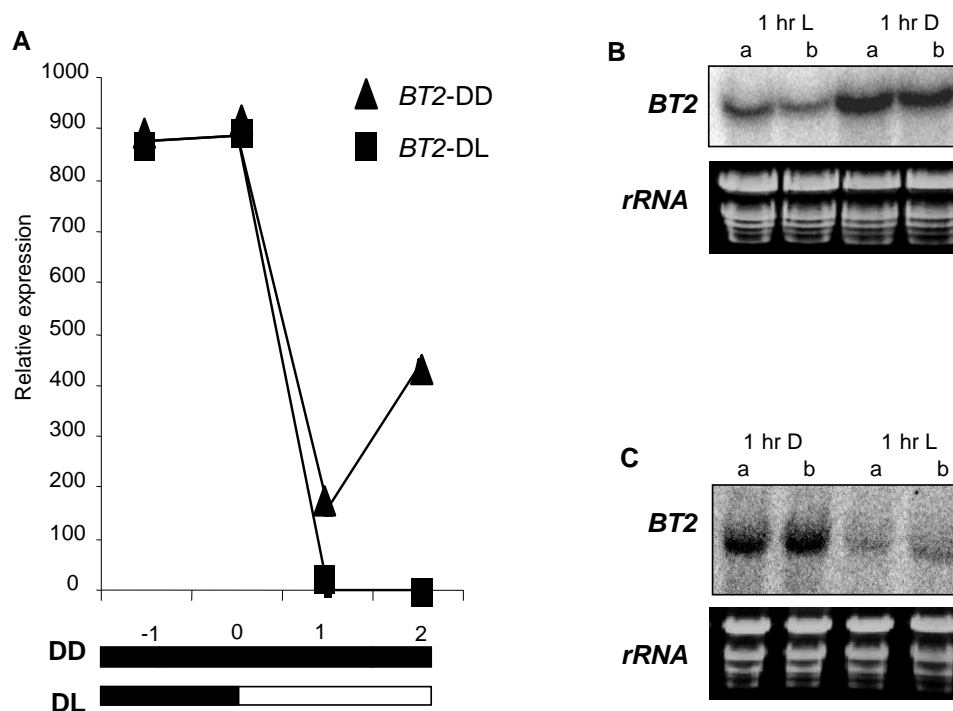 A
1000
900
800
700
600
500
400
300
200
100
0
Relative expression
BT2-DD
BT2-DL
-1 0 1 2
DD
DL
B
1 hr L 1 hr D
a b a b
BT2
rRNA
C
1 hr D 1 hr L
a b a b
BT2
rRNA